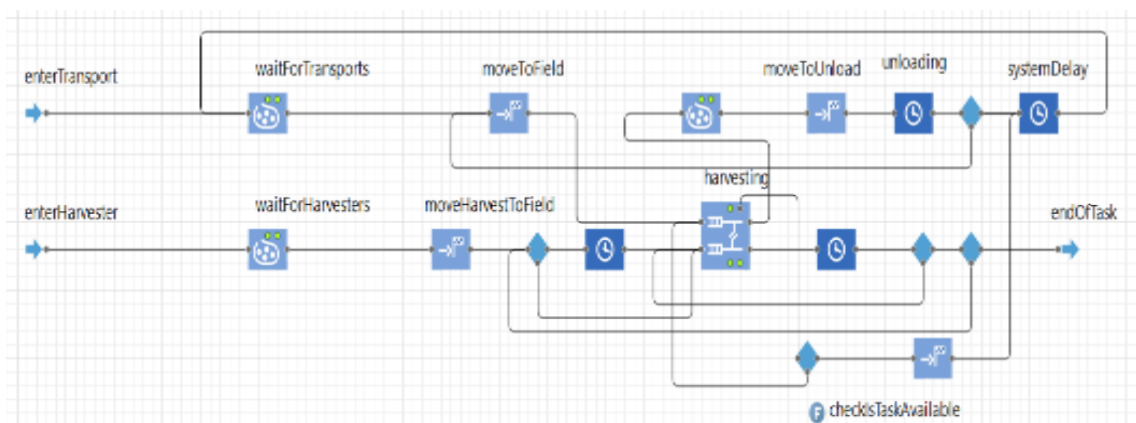 enterTransport
waitForTransports
moveToField
moveToUnload
unloading
systemDelay
harvesting
enterHarvester
waitForHarvesters
moveHarvestToField
endOfTask
F checkIsTaskAvailable